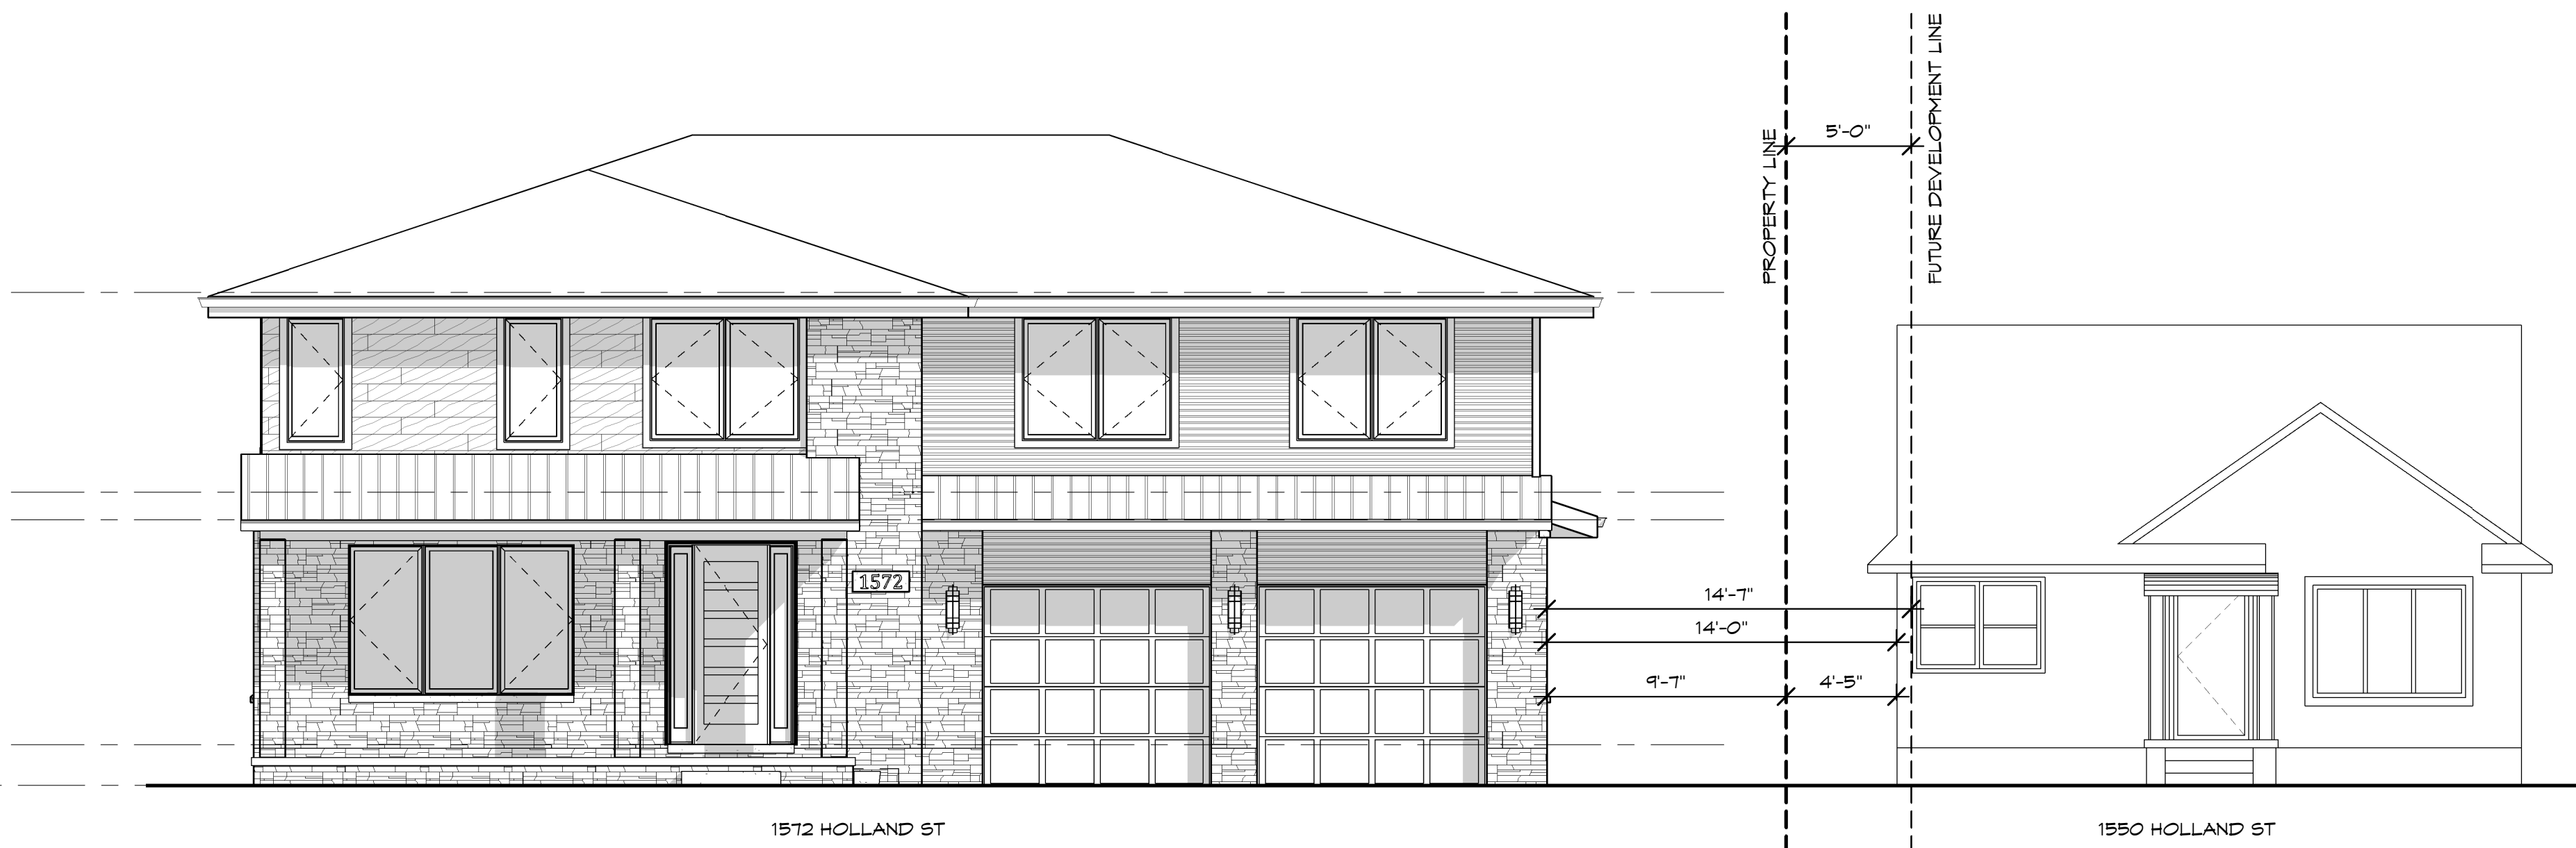 PROPERTY LINE
5'-0"
FUTURE DEVELOPMENT LINE
1572
14'-7"
14'-0"
9'-7"
4'-5"
1572 HOLLAND ST
1550 HOLLAND ST